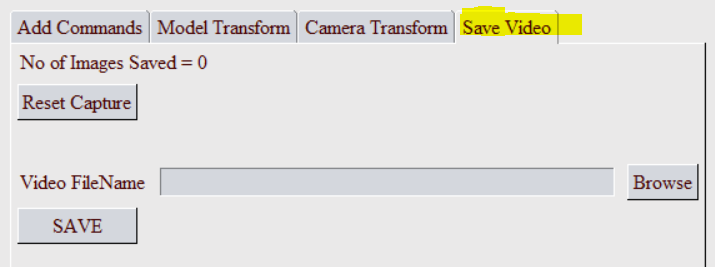 Add Commands Model Transform Camera Transform Save Video
No of Images Saved = 0
Reset Capture
Video FileName Browse
SAVE